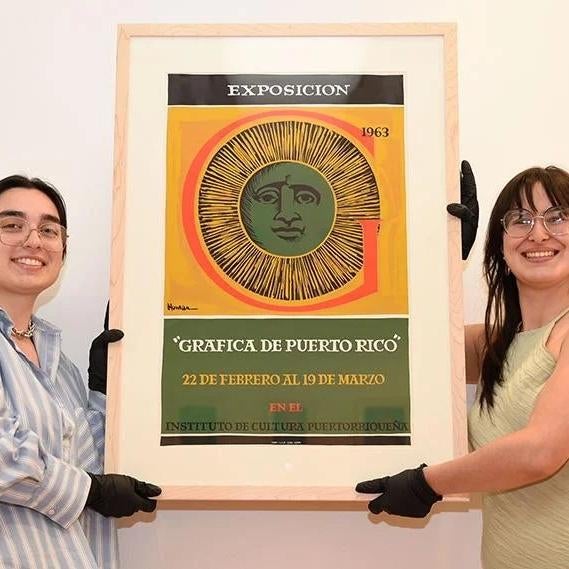 EXPOSICION
1963
G
Homar
"GRAFICA DE PUERTO RICO"
22 DE FEBRERO AL 19 DE MARZO
EN EL
INSTITUTO DE CULTURA PUERTORRIQUEÑA